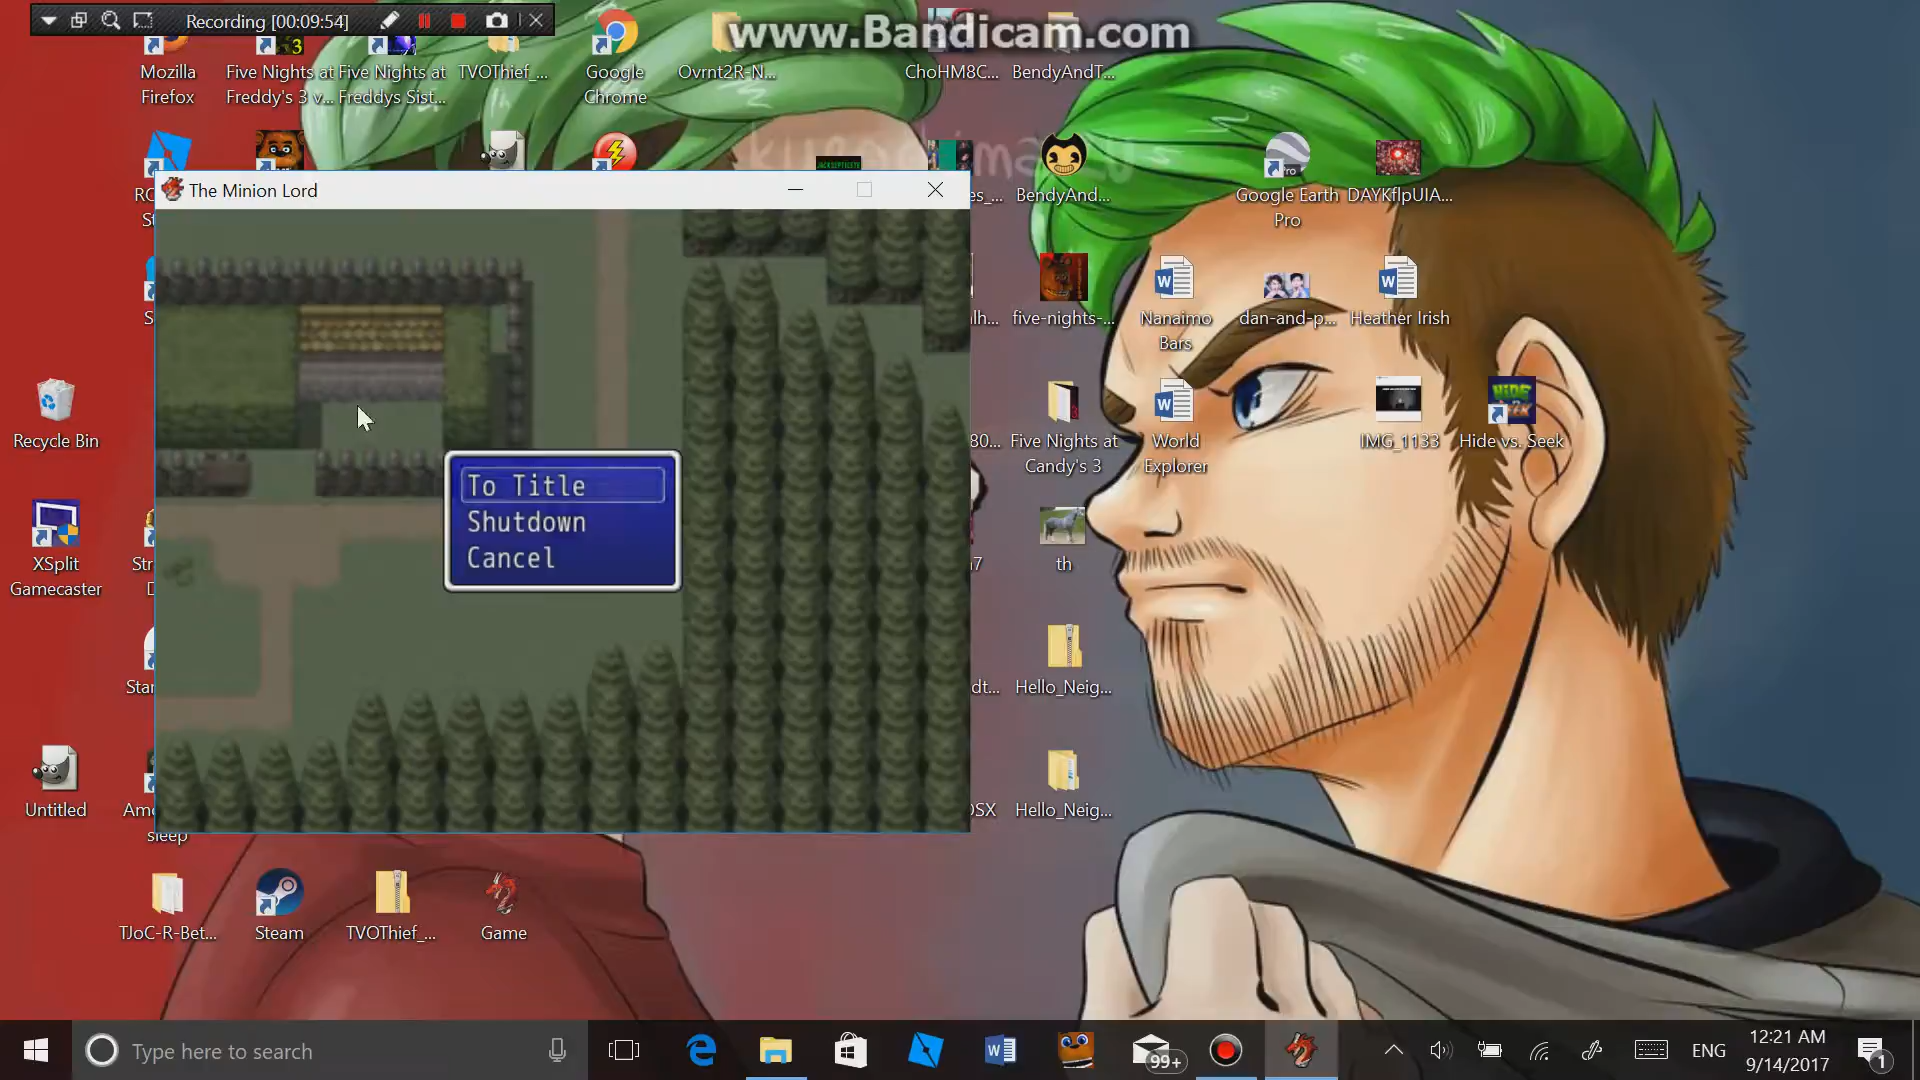 Recording [00:09:54]
www.Bandicam.com
Mozilla
Firefox
Five Nights at
Freddy's 3 v...
Five Nights at
Freddys Sist...
TVOThief_...
Google
Chrome
Ovrnt2R-N...
ChoHM8C...
BendyAndT...
The Minion Lord
JACKSEPTICEYE
BendyAnd...
Google Earth
Pro
DAYKflpUIA...
five-nights-...
Nanaimo
Bars
dan-and-p...
Heather Irish
Recycle Bin
Five Nights at
Candy's 3
World
Explorer
IMG_1133
Hide vs. Seek
To Title
Shutdown
Cancel
XSplit
Gamecaster
th
Hello_Neig...
Untitled
sleep
Hello_Neig...
TJoC-R-Bet...
Steam
TVOThief_...
Game
Type here to search
99+
ENG
12:21 AM
9/14/2017
1